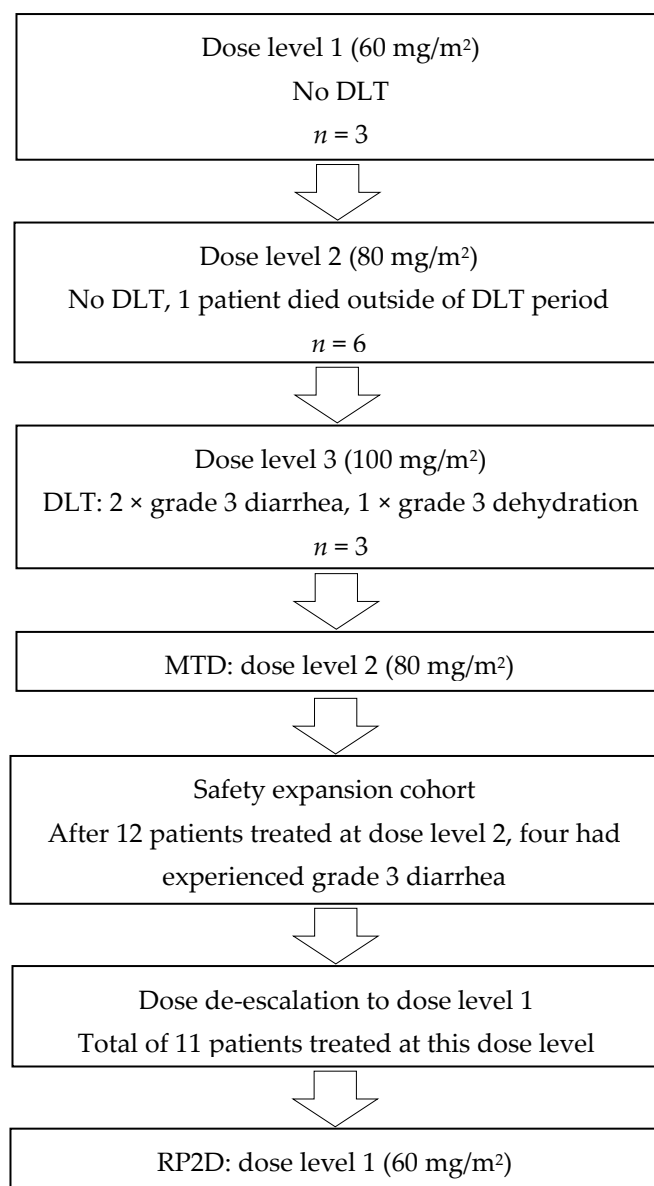 Dose level 1 (60 mg/m²)
No DLT
n = 3
Dose level 2 (80 mg/m²)
No DLT, 1 patient died outside of DLT period
n = 6
Dose level 3 (100 mg/m²)
DLT: 2 × grade 3 diarrhea, 1 × grade 3 dehydration
n = 3
MTD: dose level 2 (80 mg/m²)
Safety expansion cohort
After 12 patients treated at dose level 2, four had
experienced grade 3 diarrhea
Dose de-escalation to dose level 1
Total of 11 patients treated at this dose level
RP2D: dose level 1 (60 mg/m²)